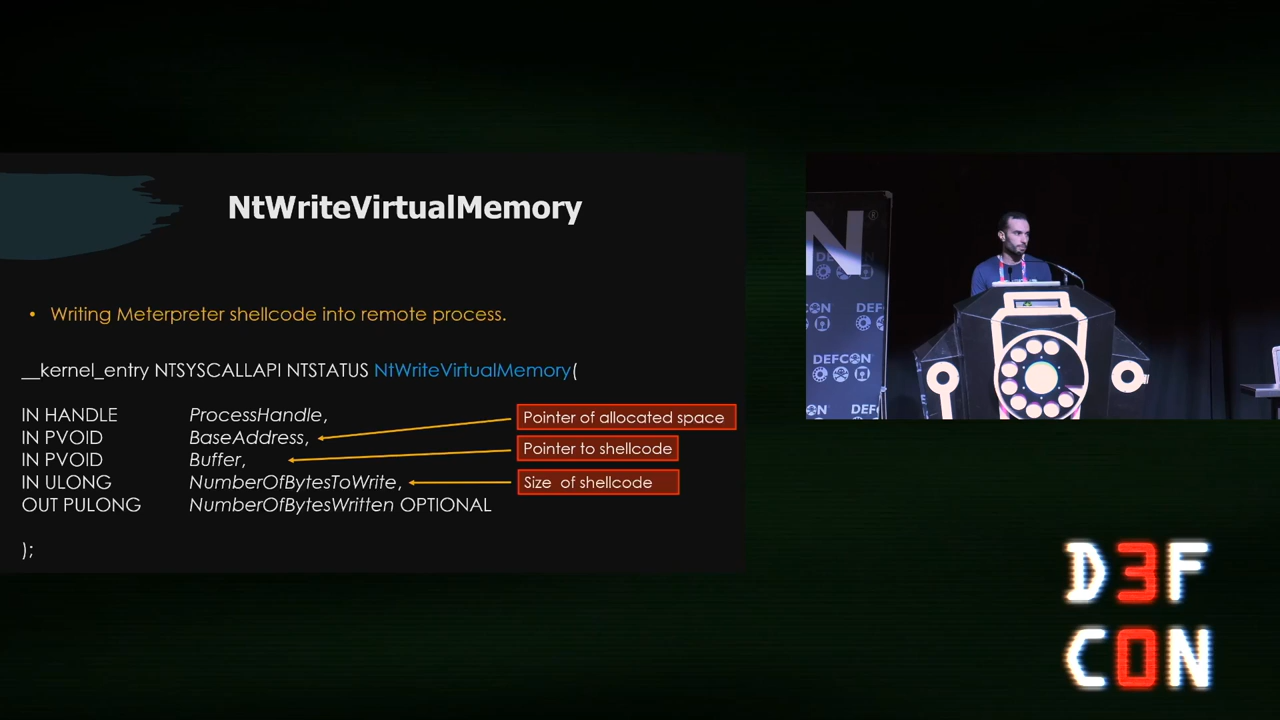 NtWriteVirtualMemory
• Writing Meterpreter shellcode into remote process.
__kernel_entry NTSYSCALLAPI NTSTATUS NtWriteVirtualMemory(
IN HANDLE ProcessHandle,
IN PVOID BaseAddress,
IN PVOID Buffer,
IN ULONG NumberOfBytesToWrite,
OUT PULONG NumberOfBytesWritten OPTIONAL
);
Pointer of allocated space
Pointer to shellcode
Size of shellcode
N®
DEFCON
DEFCON
D3F
C0N